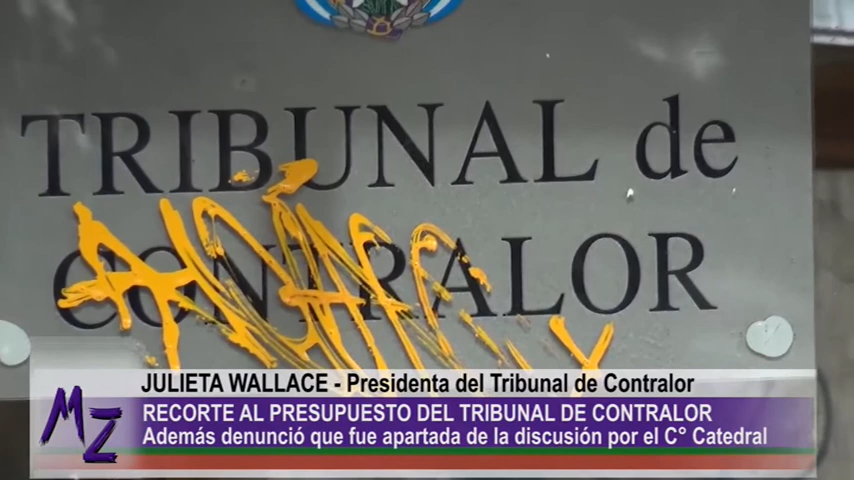 TRIBUNAL de
CONTRALOR
JULIETA WALLACE - Presidenta del Tribunal de Contralor
MZ
RECORTE AL PRESUPUESTO DEL TRIBUNAL DE CONTRALOR
Además denunció que fue apartada de la discusión por el C° Catedral